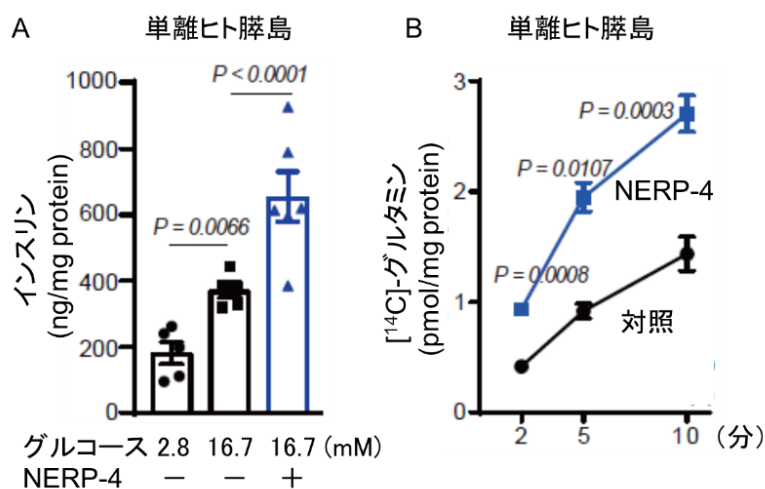 A 単離ヒト膵島
P < 0.0001
P = 0.0066
インスリン
(ng/mg protein)
1000
800
600
400
200
0
グルコース 2.8 16.7 16.7 (mM)
NERP-4 － － ＋
B 単離ヒト膵島
P = 0.0003
P = 0.0107
NERP-4
P = 0.0008
対照
[¹⁴C]-グルタミン
(pmol/mg protein)
3
2
1
0
2 5 10 (分)